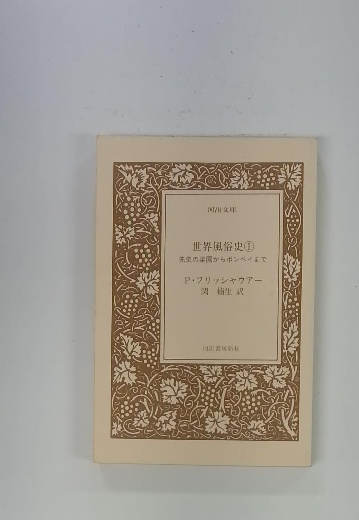 河出文庫
世界風俗史①
先史の楽園からポンペイまで
P・フリッシャウアー
関 楠生 訳
河出書房新社